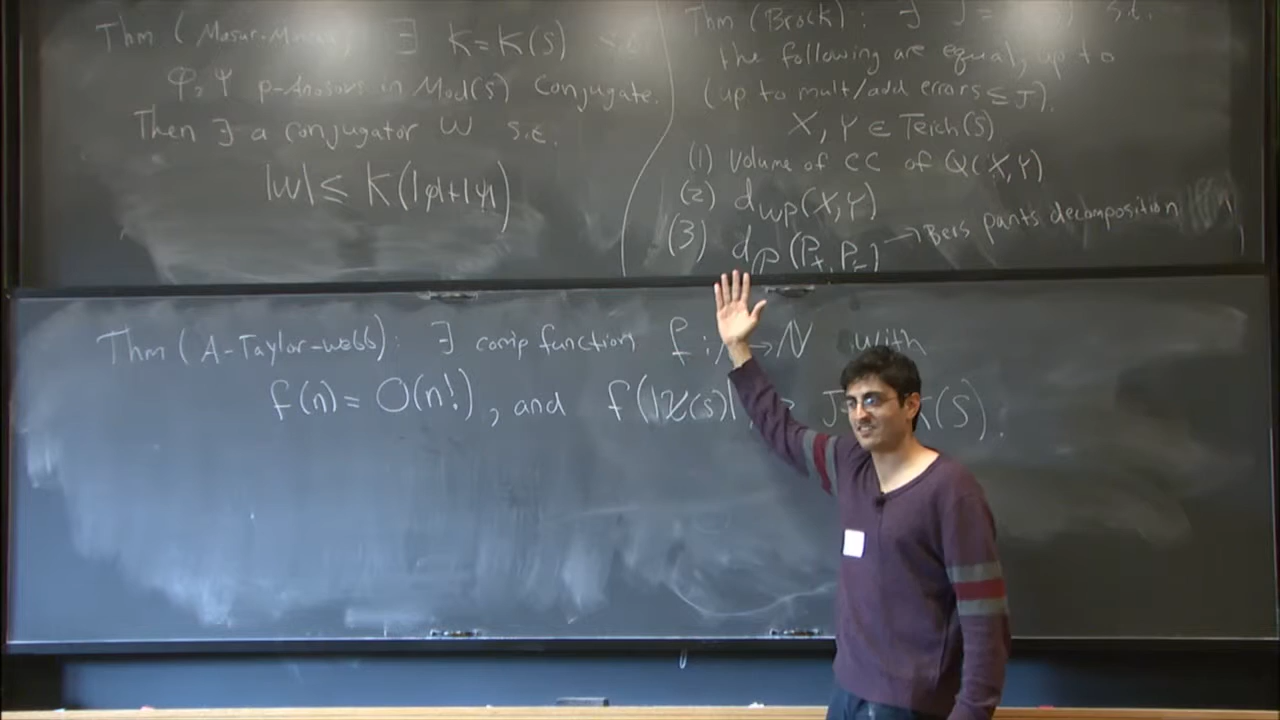 Thm (Masur-Minsky) ∃ K = K(S) s.t.
φ, ψ p-Anosovs in Mod(S) Conjugate.
Then ∃ a conjugator w s.t.
|w| ≤ K(|φ|+|ψ|)
Thm (Brock): ∃ J = s.t.
the following are equal, up to
(up to mult/add errors ≤ J).
X, Y ∈ Teich(S)
(1) Volume of CC of Q(X,Y)
(2) d_WP(X,Y)
(3) d_P(P_+, P_-) → Bers pants decomposition
Thm (A-Taylor-Webb): ∃ comp function f: → N with
f(n) = O(n!), and f(|χ(S)| J K(S).